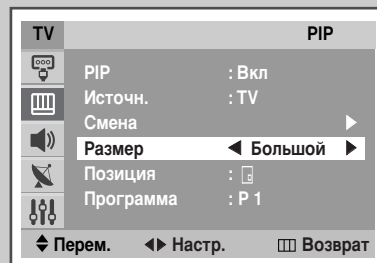 TV PIP
PIP : Вкл
Источн. : TV
Смена
Размер Большой
Позиция :
Программа : P 1
Перем. Настр. Возврат